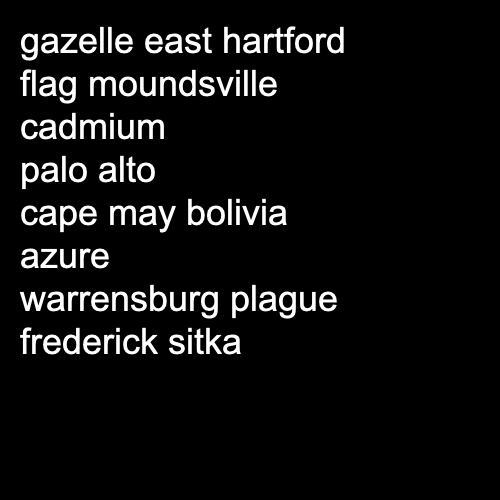 gazelle east hartford
flag moundsville
cadmium
palo alto
cape may bolivia
azure
warrensburg plague
frederick sitka